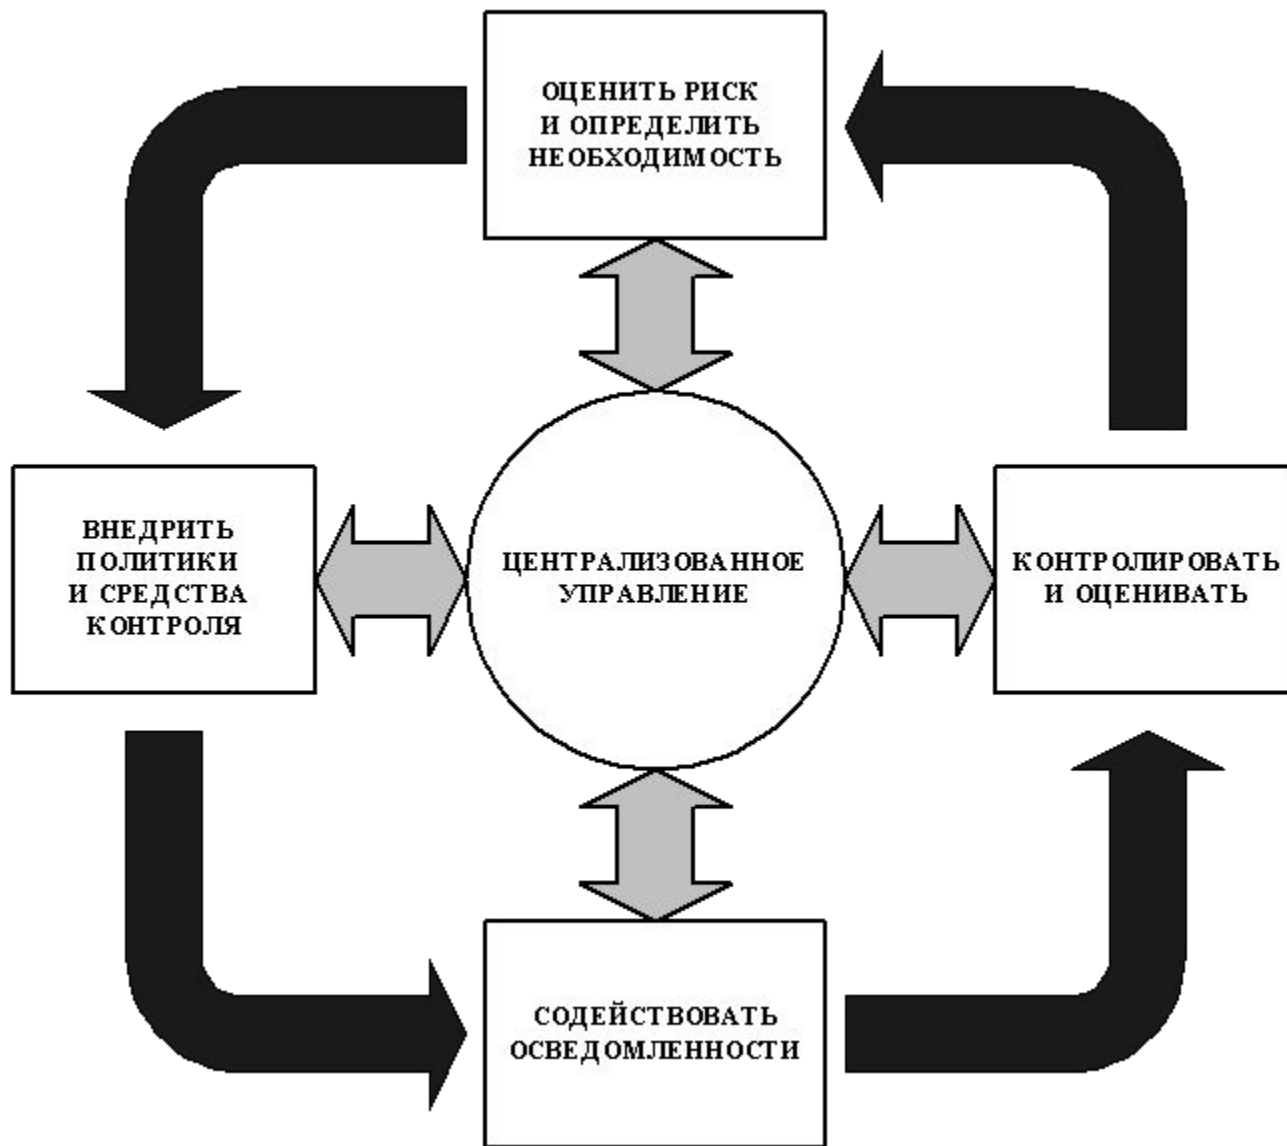 ОЦЕНИТЬ РИСК
И ОПРЕДЕЛИТЬ
НЕОБХОДИМОСТЬ
ВНЕДРИТЬ
ПОЛИТИКИ
И СРЕДСТВА
КОНТРОЛЯ
ЦЕНТРАЛИЗОВАННОЕ
УПРАВЛЕНИЕ
КОНТРОЛИРОВАТЬ
И ОЦЕНИВАТЬ
СОДЕЙСТВОВАТЬ
ОСВЕДОМЛЕННОСТИ